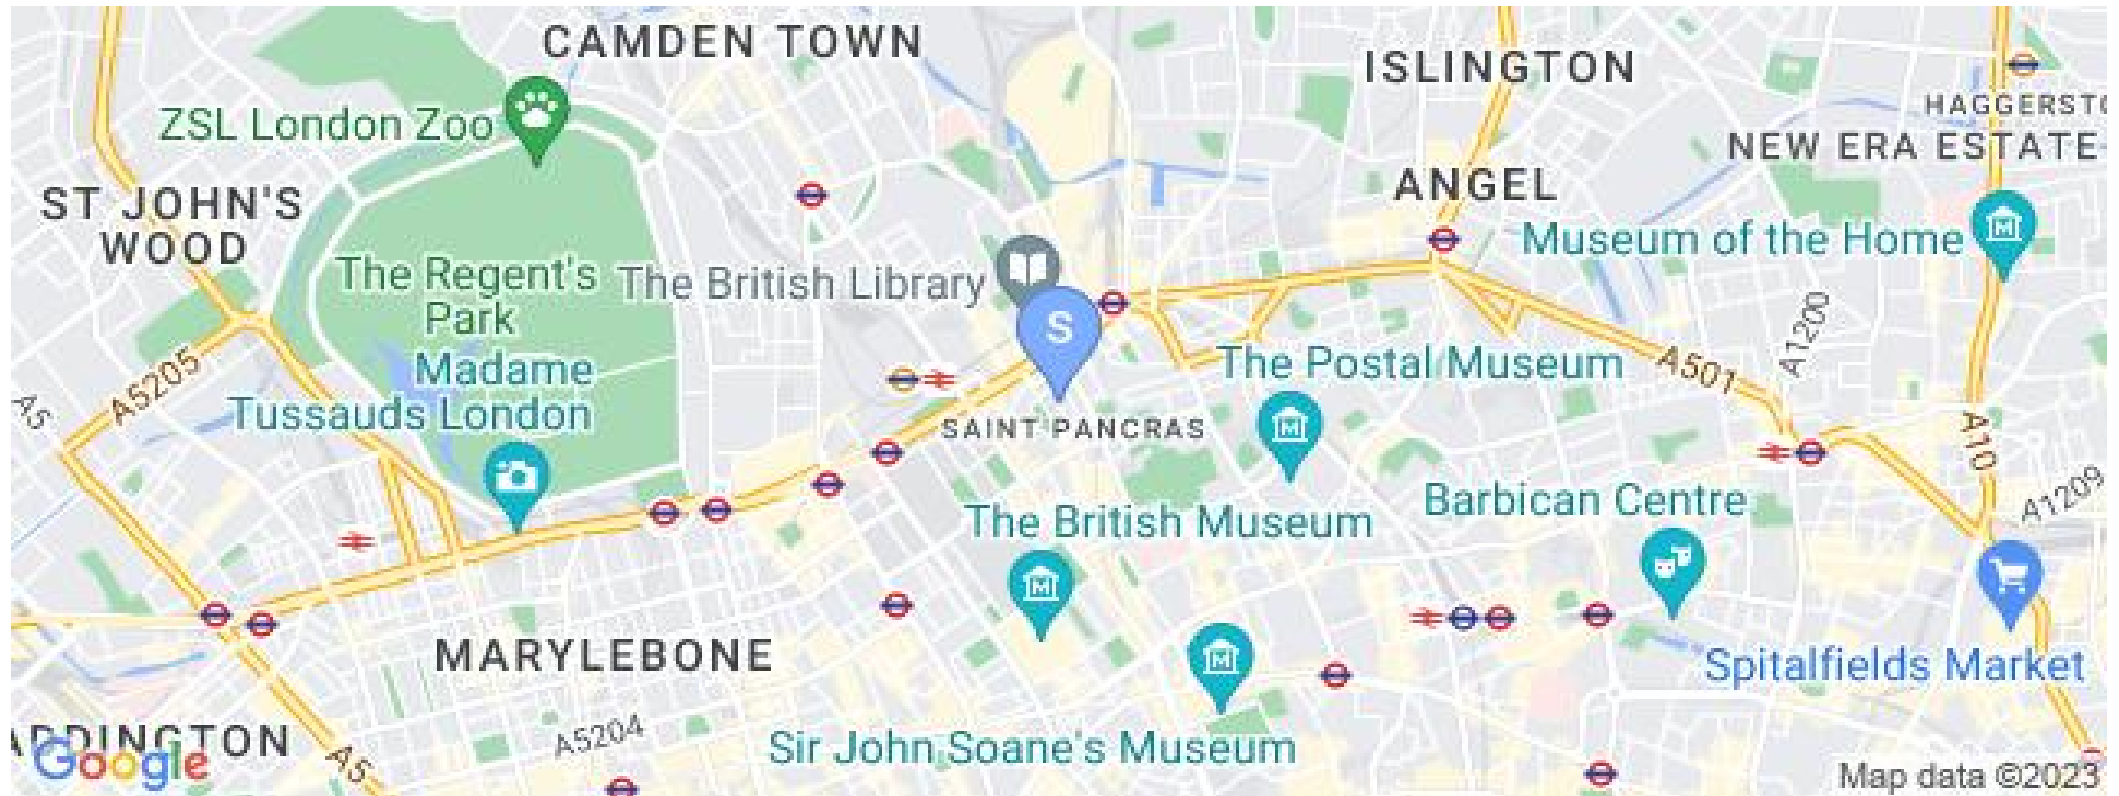 CAMDEN TOWN
ISLINGTON
ZSL London Zoo
HAGGERSTO
NEW ERA ESTATE
ST JOHN'S
WOOD
ANGEL
Museum of the Home
The Regent's
Park
The British Library
S
A1200
Madame
Tussauds London
The Postal Museum
A501
A5205
A5
SAINT PANCRAS
A10
A1209
The British Museum
Barbican Centre
MARYLEBONE
Spitalfields Market
ADDINGTON
A5204
Sir John Soane's Museum
A5
Google
Map data ©2023